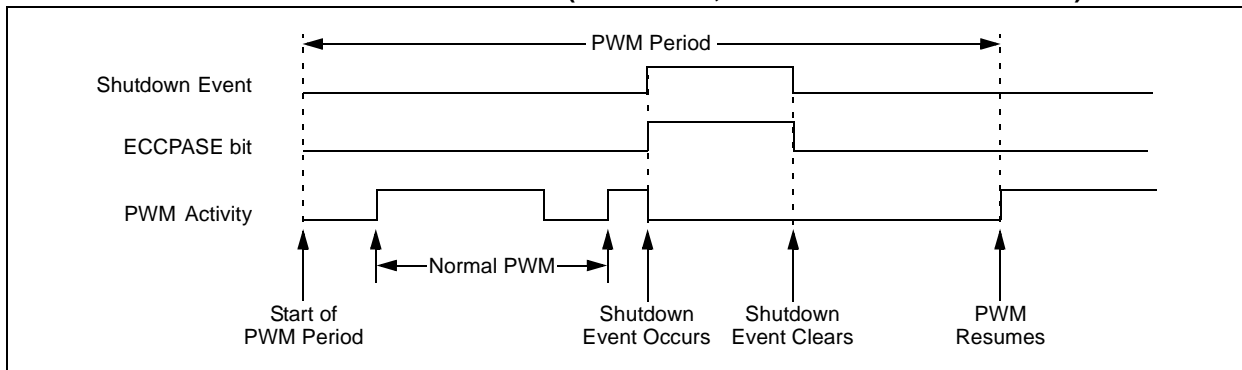 PWM Period
Shutdown Event
ECCPASE bit
PWM Activity
Normal PWM
Start of
PWM Period
Shutdown
Event Occurs
Shutdown
Event Clears
PWM
Resumes